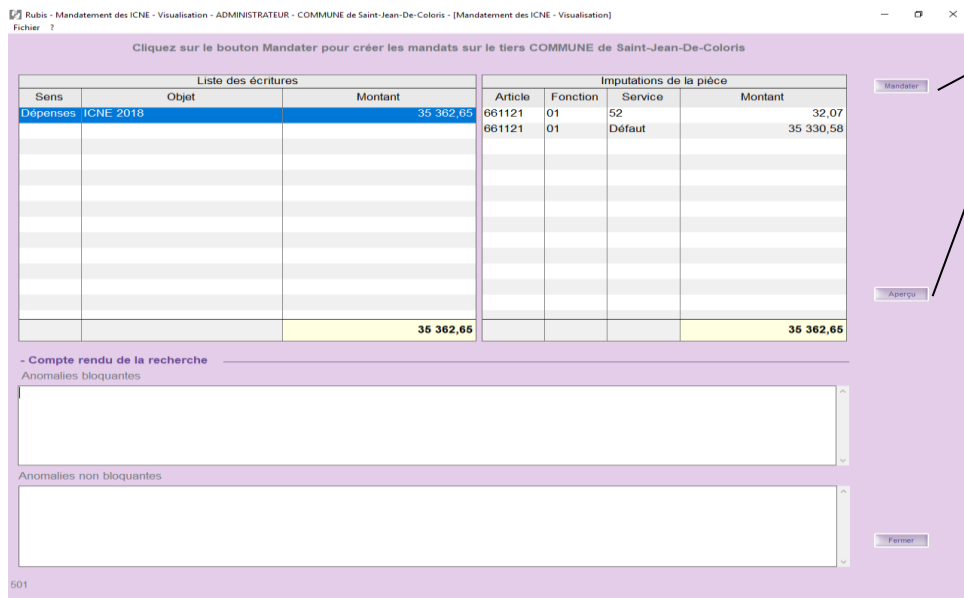 Rubis - Mandatement des ICNE - Visualisation - ADMINISTRATEUR - COMMUNE de Saint-Jean-De-Coloris - [Mandatement des ICNE - Visualisation]
Fichier ?
Cliquez sur le bouton Mandater pour créer les mandats sur le tiers COMMUNE de Saint-Jean-De-Coloris
Liste des écritures Imputations de la pièce
Mandater
Sens Objet Montant Article Fonction Service Montant
Dépenses ICNE 2018 35 362,65 661121 01 52 32,07
661121 01 Défaut 35 330,58
Aperçu
35 362,65 35 362,65
- Compte rendu de la recherche
Anomalies bloquantes
Anomalies non bloquantes
Fermer
501